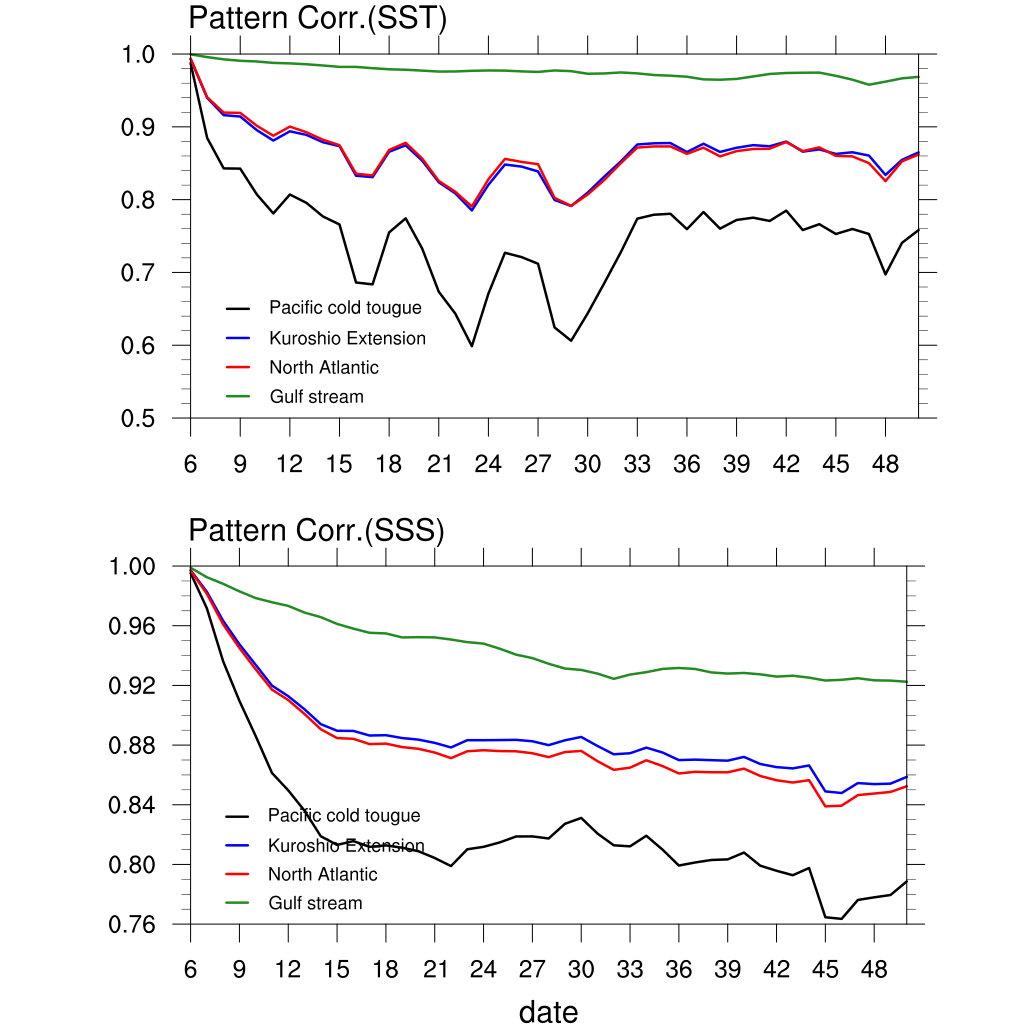 Pattern Corr.(SST)
1.0
0.9
0.8
0.7
0.6
0.5
Pacific cold tougue
Kuroshio Extension
North Atlantic
Gulf stream
6 9 12 15 18 21 24 27 30 33 36 39 42 45 48
Pattern Corr.(SSS)
1.00
0.96
0.92
0.88
0.84
0.80
0.76
Pacific cold tougue
Kuroshio Extension
North Atlantic
Gulf stream
6 9 12 15 18 21 24 27 30 33 36 39 42 45 48
date